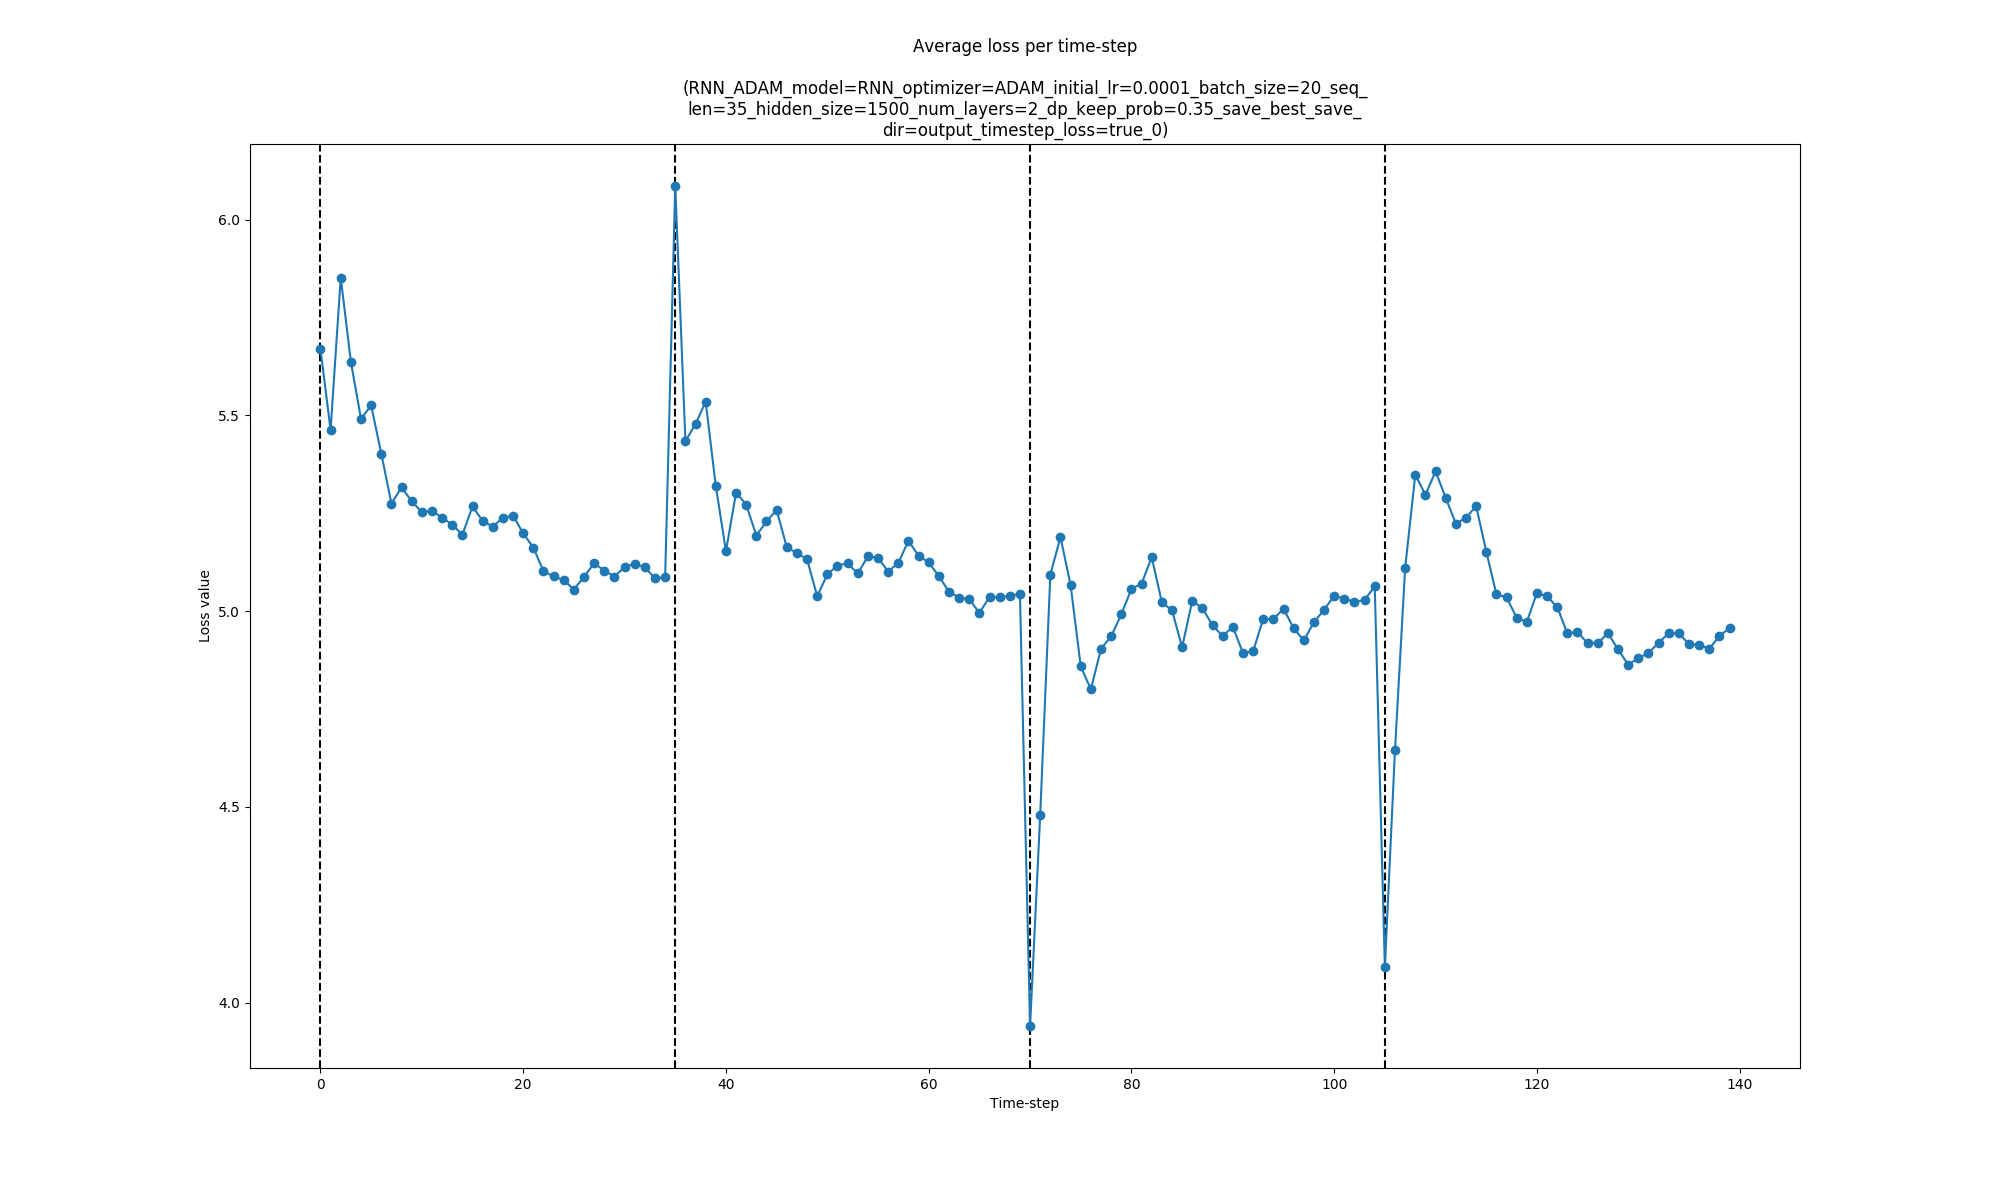 Average loss per time-step
(RNN_ADAM_model=RNN_optimizer=ADAM_initial_lr=0.0001_batch_size=20_seq_
len=35_hidden_size=1500_num_layers=2_dp_keep_prob=0.35_save_best_save_
dir=output_timestep_loss=true_0)
6.0
5.5
5.0
4.5
4.0
Loss value
0 20 40 60 80 100 120 140
Time-step